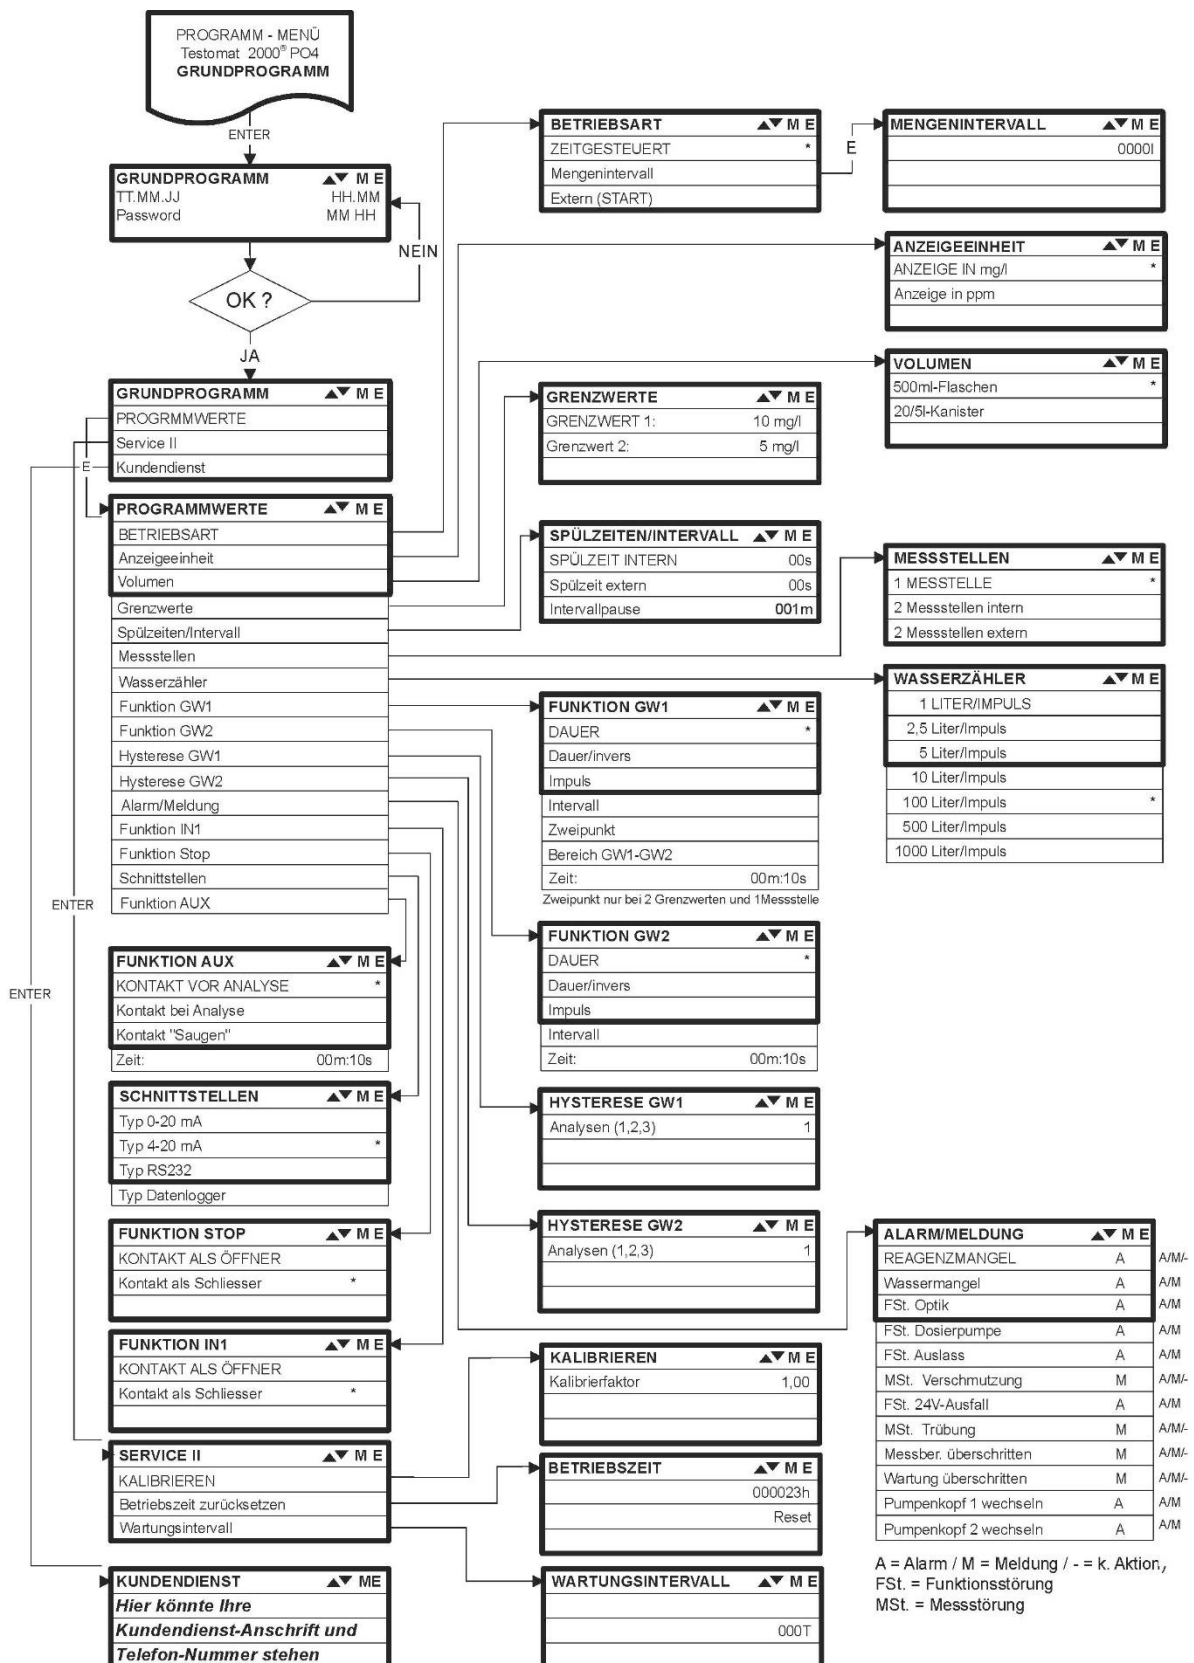 PROGRAMM - MENÜ
Testomat 2000® PO4
GRUNDPROGRAMM
ENTER
GRUNDPROGRAMM ▲▼ M E
TT.MM.JJ HH.MM
Password MM HH
NEIN
OK ?
JA
GRUNDPROGRAMM ▲▼ M E
PROGRMMWERTE
Service II
Kundendienst
E
PROGRAMMWERTE ▲▼ M E
BETRIEBSART
Anzeigeeinheit
Volumen
Grenzwerte
Spülzeiten/Intervall
Messstellen
Wasserzähler
Funktion GW1
Funktion GW2
Hysterese GW1
Hysterese GW2
Alarm/Meldung
Funktion IN1
Funktion Stop
Schnittstellen
Funktion AUX
ENTER
ENTER
FUNKTION AUX ▲▼ M E
KONTAKT VOR ANALYSE *
Kontakt bei Analyse
Kontakt "Saugen"
Zeit: 00m:10s
SCHNITTSTELLEN ▲▼ M E
Typ 0-20 mA
Typ 4-20 mA *
Typ RS232
Typ Datenlogger
FUNKTION STOP ▲▼ M E
KONTAKT ALS ÖFFNER
Kontakt als Schliesser *
FUNKTION IN1 ▲▼ M E
KONTAKT ALS ÖFFNER
Kontakt als Schliesser *
SERVICE II ▲▼ M E
KALIBRIEREN
Betriebszeit zurücksetzen
Wartungsintervall
KUNDENDIENST ▲▼ ME
Hier könnte Ihre
Kundendienst-Anschrift und
Telefon-Nummer stehen
BETRIEBSART ▲▼ M E
ZEITGESTEUERT *
Mengenintervall
Extern (START)
E
GRENZWERTE ▲▼ M E
GRENZWERT 1: 10 mg/l
Grenzwert 2: 5 mg/l
SPÜLZEITEN/INTERVALL ▲▼ M E
SPÜLZEIT INTERN 00s
Spülzeit extern 00s
Intervallpause 001m
FUNKTION GW1 ▲▼ M E
DAUER *
Dauer/invers
Impuls
Intervall
Zweipunkt
Bereich GW1-GW2
Zeit: 00m:10s
Zweipunkt nur bei 2 Grenzwerten und 1Messstelle
FUNKTION GW2 ▲▼ M E
DAUER *
Dauer/invers
Impuls
Intervall
Zeit: 00m:10s
HYSTERESE GW1 ▲▼ M E
Analysen (1,2,3) 1
HYSTERESE GW2 ▲▼ M E
Analysen (1,2,3) 1
KALIBRIEREN ▲▼ M E
Kalibrierfaktor 1,00
BETRIEBSZEIT ▲▼ M E
000023h
Reset
WARTUNGSINTERVALL ▲▼ M E
000T
MENGENINTERVALL ▲▼ M E
0000l
ANZEIGEEINHEIT ▲▼ M E
ANZEIGE IN mg/l *
Anzeige in ppm
VOLUMEN ▲▼ M E
500ml-Flaschen *
20/5l-Kanister
MESSSTELLEN ▲▼ M E
1 MESSTELLE *
2 Messstellen intern
2 Messstellen extern
WASSERZÄHLER ▲▼ M E
1 LITER/IMPULS
2,5 Liter/Impuls
5 Liter/Impuls
10 Liter/Impuls
100 Liter/Impuls *
500 Liter/Impuls
1000 Liter/Impuls
ALARM/MELDUNG ▲▼ M E
REAGENZMANGEL A A/M/-
Wassermangel A A/M
FSt. Optik A A/M
FSt. Dosierpumpe A A/M
FSt. Auslass A A/M
MSt. Verschmutzung M A/M/-
FSt. 24V-Ausfall A A/M
MSt. Trübung M A/M/-
Messber. überschritten M A/M/-
Wartung überschritten M A/M/-
Pumpenkopf 1 wechseln A A/M
Pumpenkopf 2 wechseln A A/M
A = Alarm / M = Meldung / - = k. Aktion,
FSt. = Funktionsstörung
MSt. = Messstörung